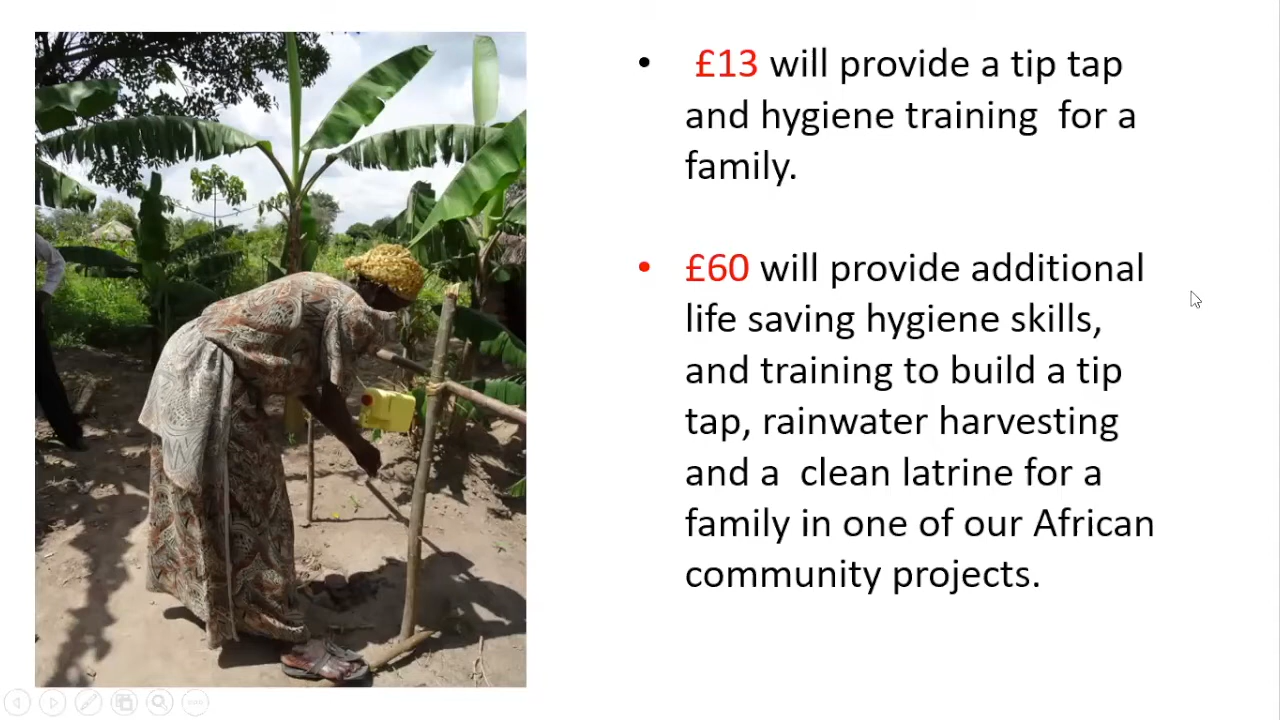 • £13 will provide a tip tap
and hygiene training for a
family.
• £60 will provide additional
life saving hygiene skills,
and training to build a tip
tap, rainwater harvesting
and a clean latrine for a
family in one of our African
community projects.